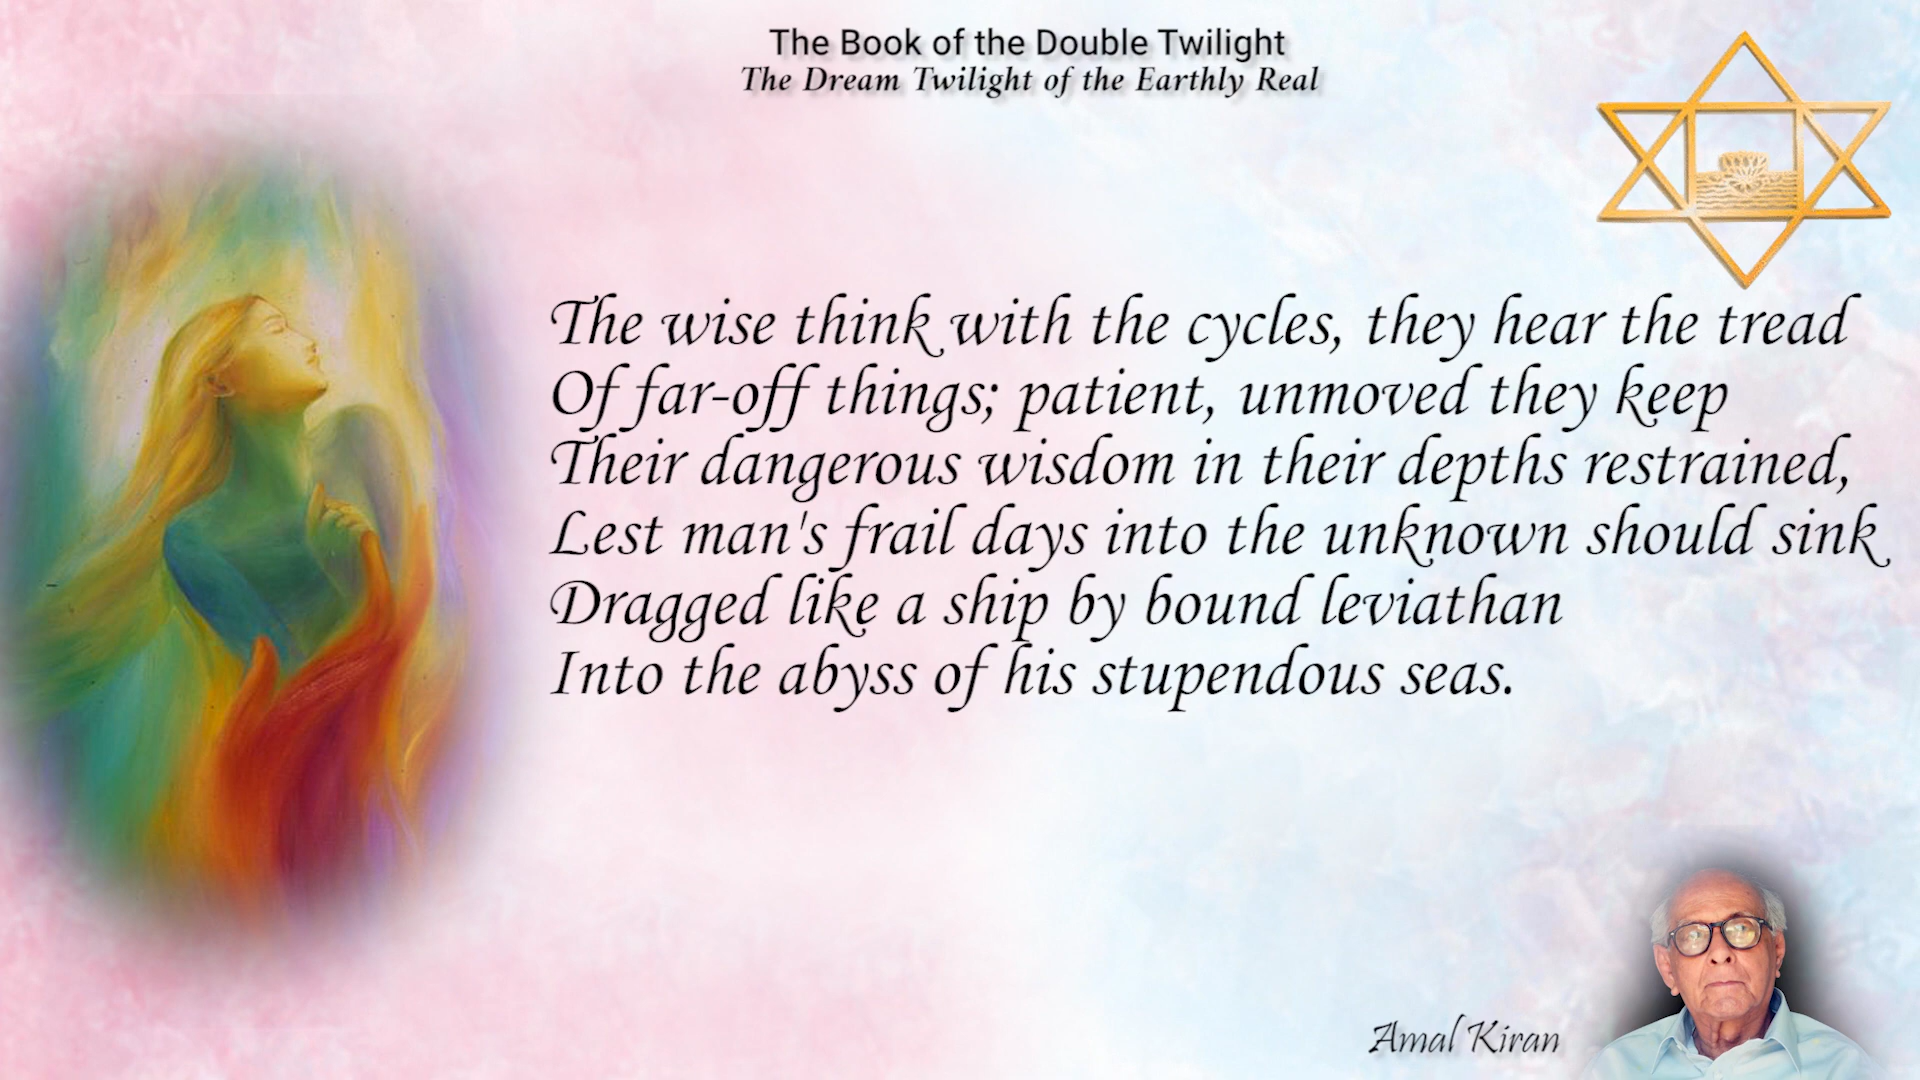 The Book of the Double Twilight
The Dream Twilight of the Earthly Real
The wise think with the cycles, they hear the tread
Of far-off things; patient, unmoved they keep
Their dangerous wisdom in their depths restrained,
Lest man's frail days into the unknown should sink
Dragged like a ship by bound leviathan
Into the abyss of his stupendous seas.
Amal Kiran